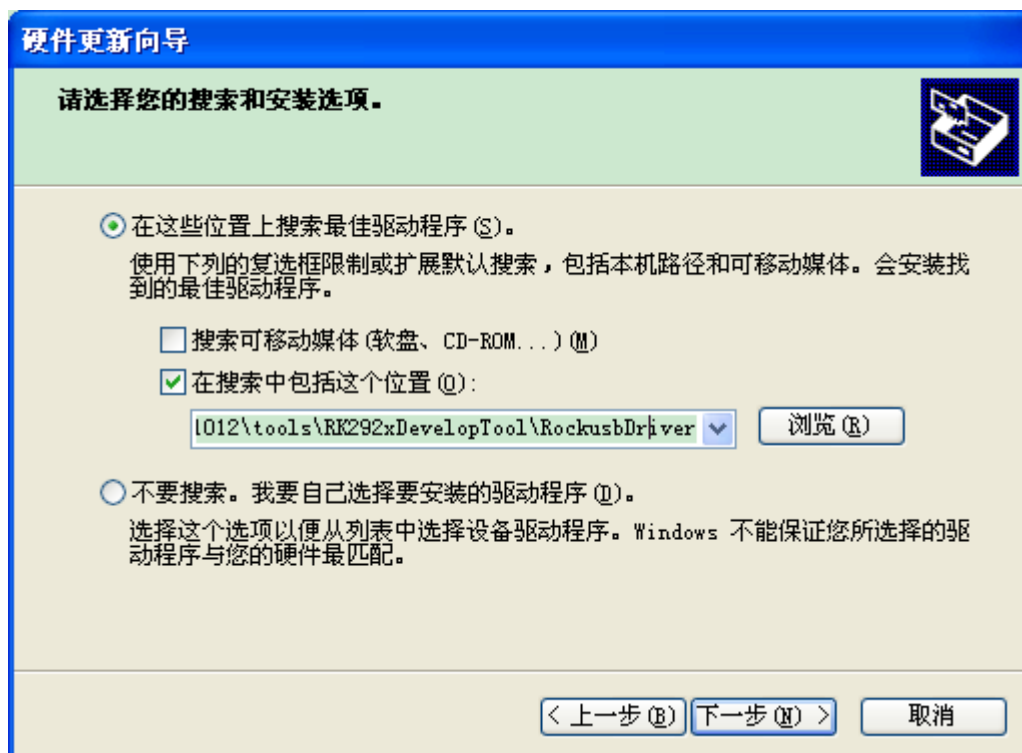 硬件更新向导
请选择您的搜索和安装选项。
在这些位置上搜索最佳驱动程序(S)。
使用下列的复选框限制或扩展默认搜索，包括本机路径和可移动媒体。会安装找
到的最佳驱动程序。
搜索可移动媒体(软盘、CD-ROM...)(M)
在搜索中包括这个位置(O):
1012\tools\RK292xDevelopTool\RockusbDriver
浏览(R)
不要搜索。我要自己选择要安装的驱动程序(D)。
选择这个选项以便从列表中选择设备驱动程序。Windows 不能保证您所选择的驱
动程序与您的硬件最匹配。
< 上一步(B) 下一步(N) > 取消